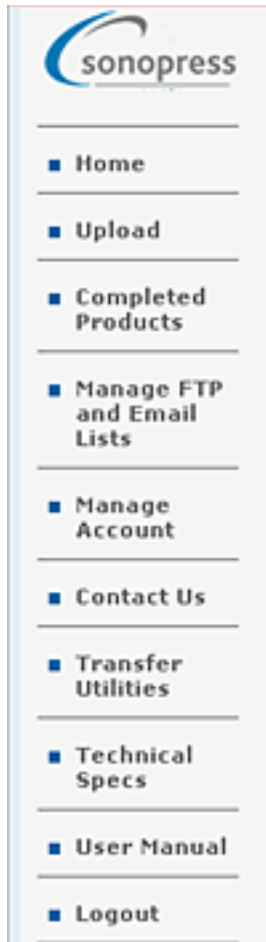 sonopress
Home
Upload
Completed
Products
Manage FTP
and Email
Lists
Manage
Account
Contact Us
Transfer
Utilities
Technical
Specs
User Manual
Logout